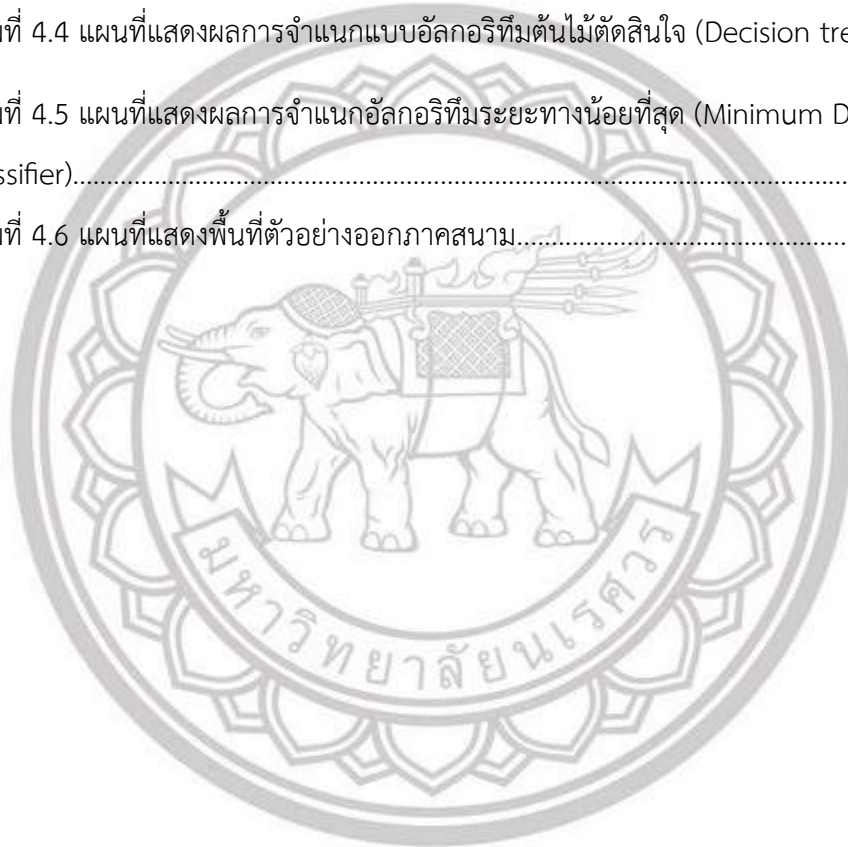 ที่ 4.4 แผนที่แสดงผลการจำแนกแบบอัลกอริทึมต้นไม้ตัดสินใจ (Decision tre
ที่ 4.5 แผนที่แสดงผลการจำแนกอัลกอริทึมระยะทางน้อยที่สุด (Minimum D
ssifier)
ที่ 4.6 แผนที่แสดงพื้นที่ตัวอย่างออกภาคสนาม
มหาวิทยาลัยนเรศวร